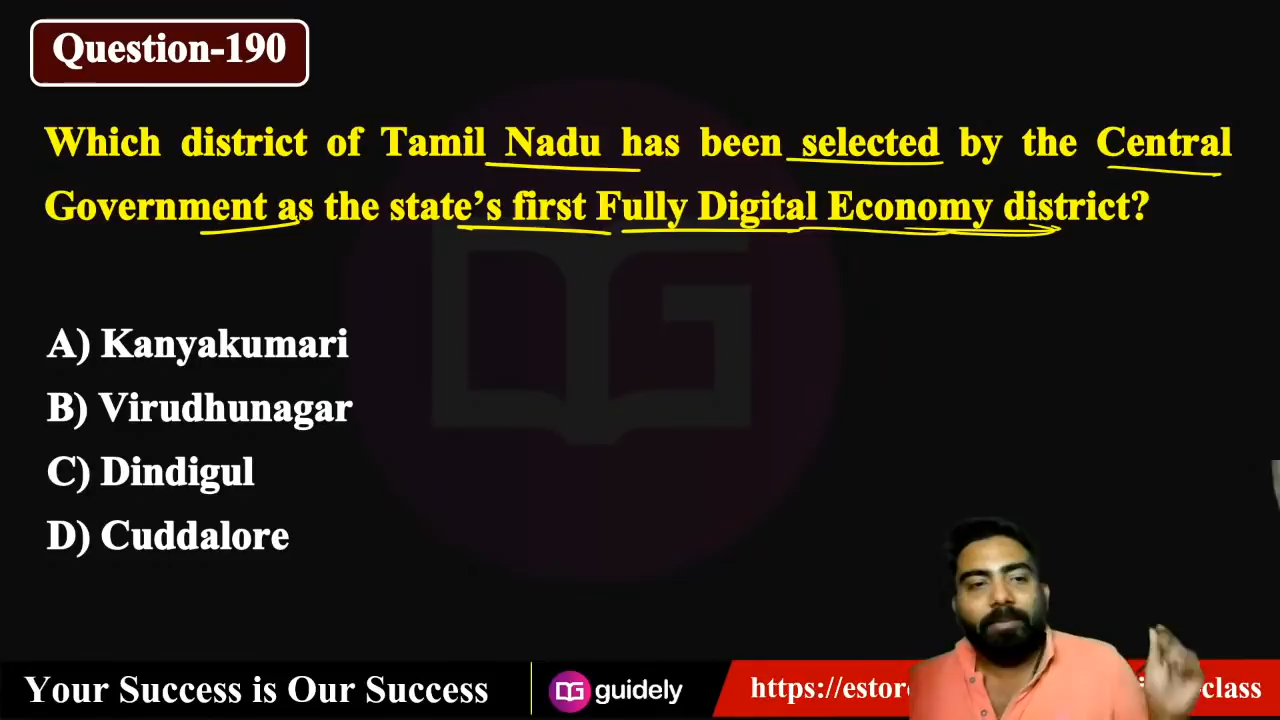 Question-190
Which district of Tamil Nadu has been selected by the Central
Government as the state’s first Fully Digital Economy district?
A) Kanyakumari
B) Virudhunagar
C) Dindigul
D) Cuddalore
Your Success is Our Success
guidely
https://estor
class